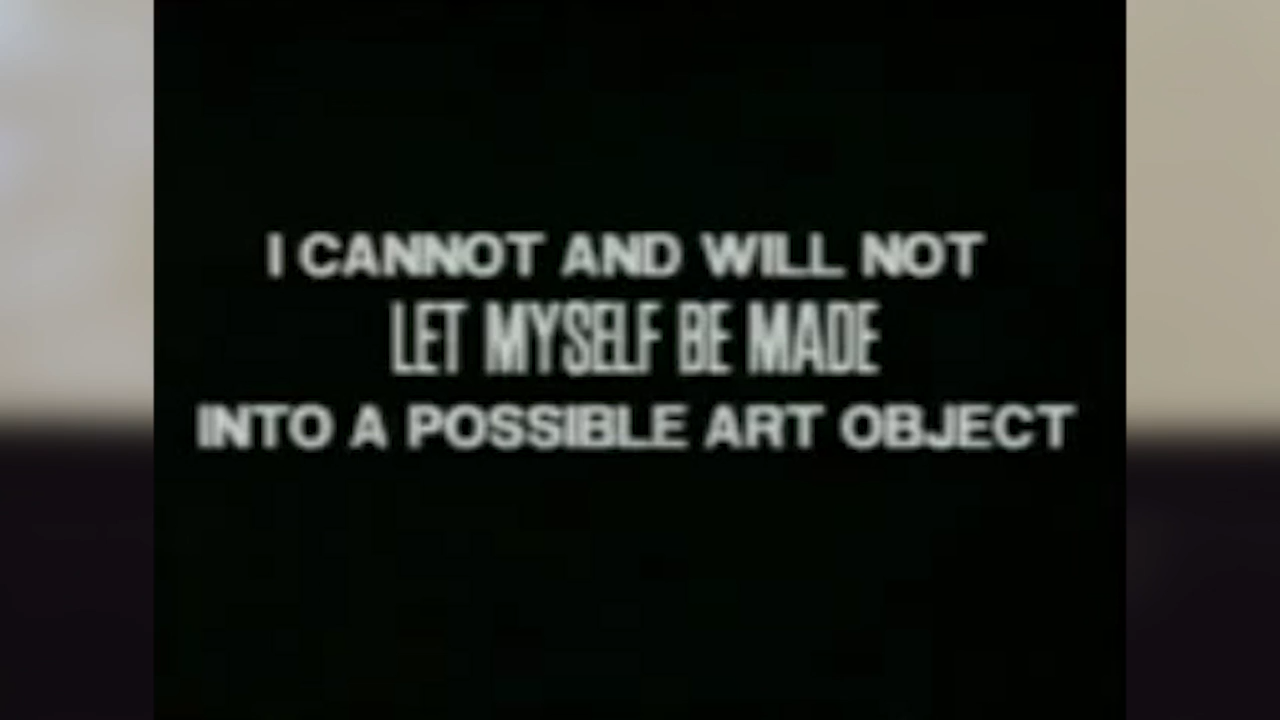 I CANNOT AND WILL NOT
LET MYSELF BE MADE
INTO A POSSIBLE ART OBJECT